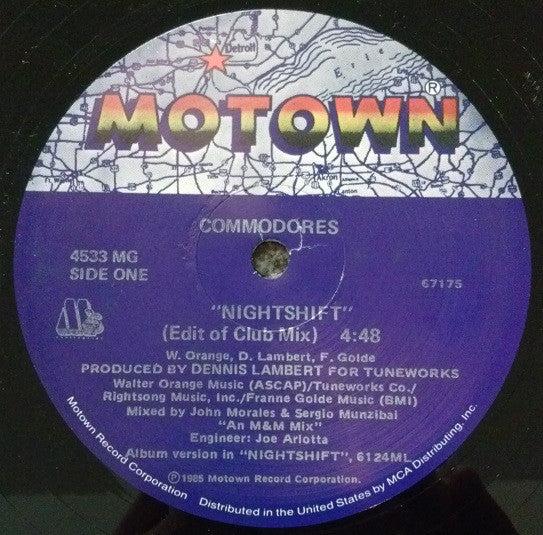 Detroit
Erie
MOTOWN®
Akron
Canton
COMMODORES
4533 MG
SIDE ONE
67175
"NIGHTSHIFT"
(Edit of Club Mix) 4:48
W. Orange, D. Lambert, F. Golde
PRODUCED BY DENNIS LAMBERT FOR TUNEWORKS
Walter Orange Music (ASCAP)/Tuneworks Co./
Rightsong Music, Inc./Franne Golde Music (BMI)
Mixed by John Morales & Sergio Munzibai
"An M&M Mix"
Engineer: Joe Arlotta
Album version in "NIGHTSHIFT", 6124ML
℗©1985 Motown Record Corporation.
Motown Record Corporation
Distributed in the United States by MCA Distributing, Inc.